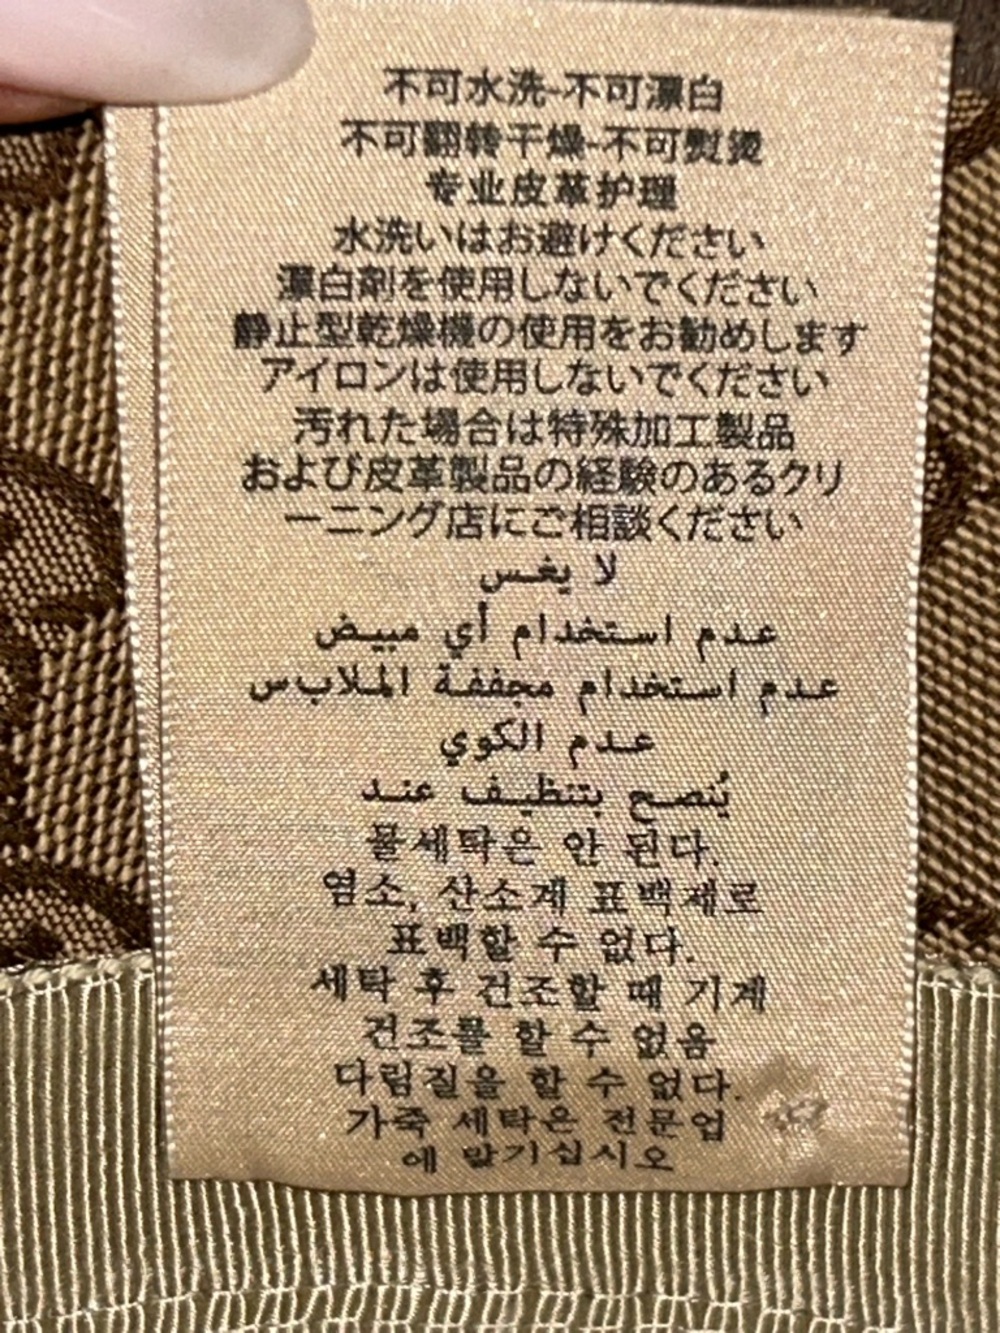 不可水洗-不可漂白
不可翻转干燥-不可熨烫
专业皮革护理
水洗いはお避けください
漂白剤を使用しないでください
静止型乾燥機の使用をお勧めします
アイロンは使用しないでください
汚れた場合は特殊加工製品
および皮革製品の経験のあるクリ
ーニング店にご相談ください
لا يغس
عدم استخدام أي مبيض
عدم استخدام مجففة الملابس
عدم الكوي
يُنصح بتنظيف عند
물세탁은 안 된다.
염소, 산소계 표백제로
표백할 수 없다.
세탁 후 건조할 때 기계
건조를 할 수 없음
다림질을 할 수 없다.
가죽 세탁은 전문업
에 맡기십시오